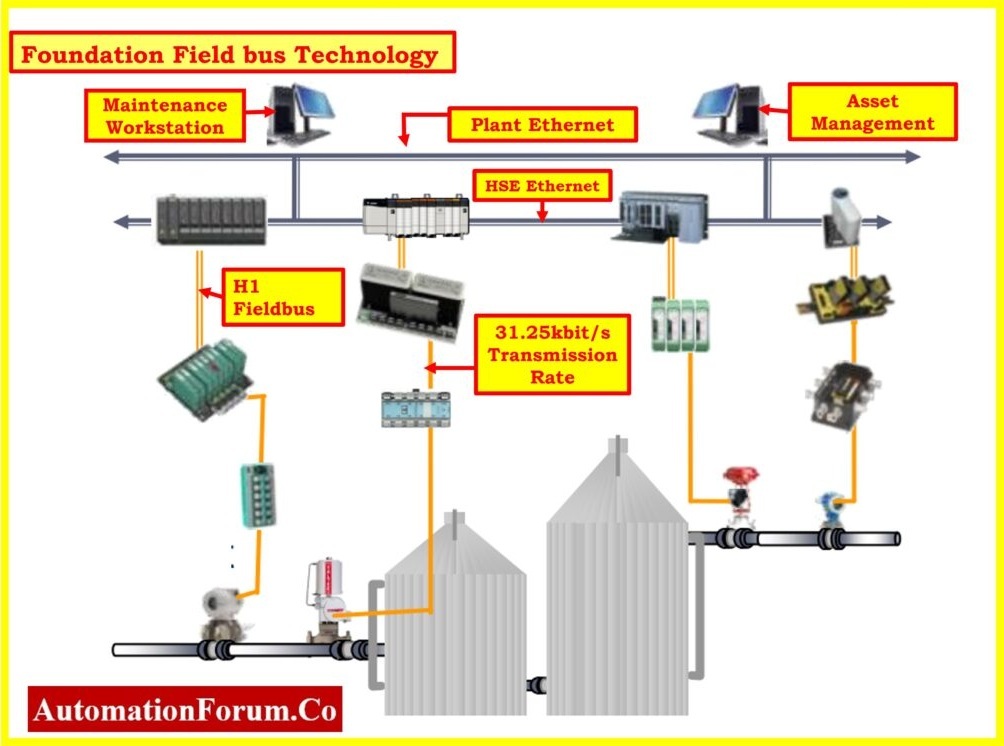 Foundation Field bus Technology
Maintenance
Workstation
Plant Ethernet
Asset
Management
HSE Ethernet
H1
Fieldbus
31.25kbit/s
Transmission
Rate
AutomationForum.Co